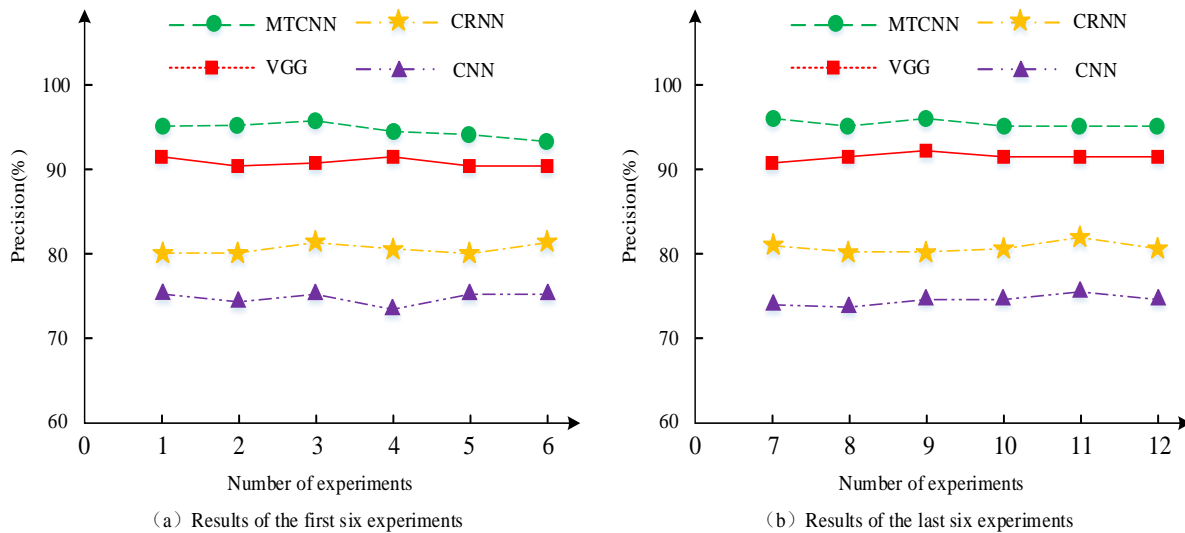 MTCNN
CRNN
VGG
CNN
100
90
80
70
60
Precision(%)
0 1 2 3 4 5 6
Number of experiments
（a）Results of the first six experiments
MTCNN
CRNN
VGG
CNN
100
90
80
70
60
Precision(%)
0 7 8 9 10 11 12
Number of experiments
（b）Results of the last six experiments